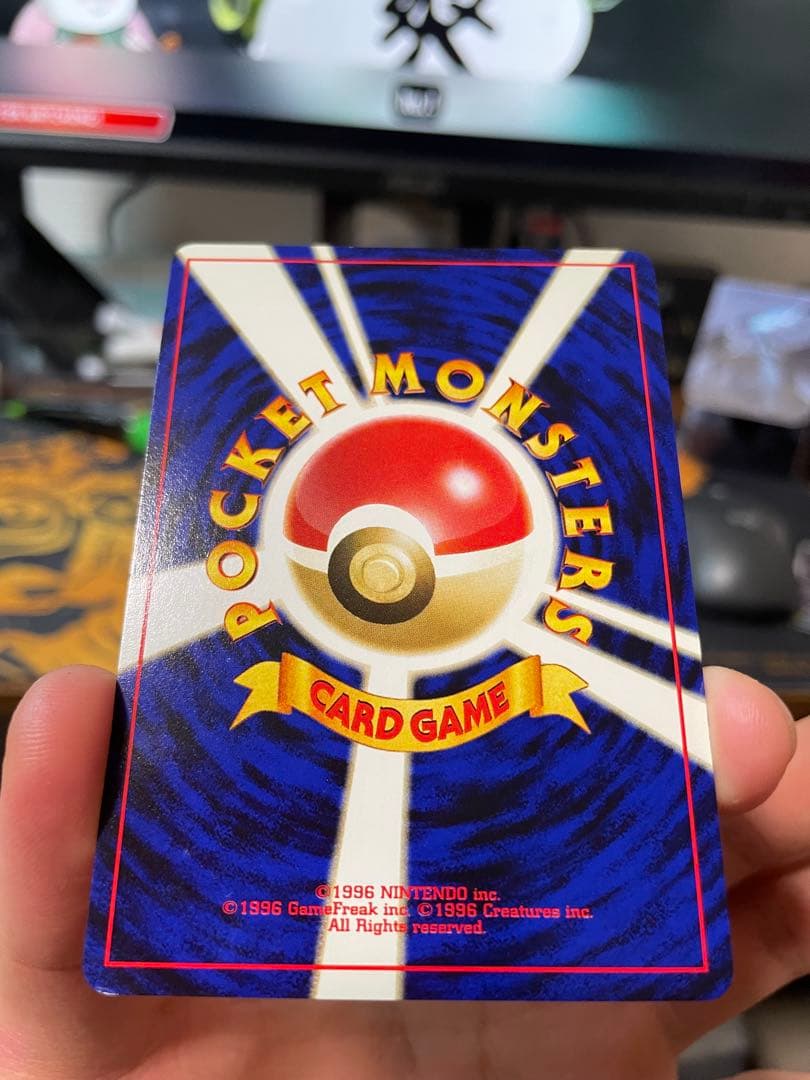 POCKET MONSTERS
CARD GAME
©1996 NINTENDO inc.
©1996 GameFreak inc. ©1996 Creatures inc.
All Rights reserved.